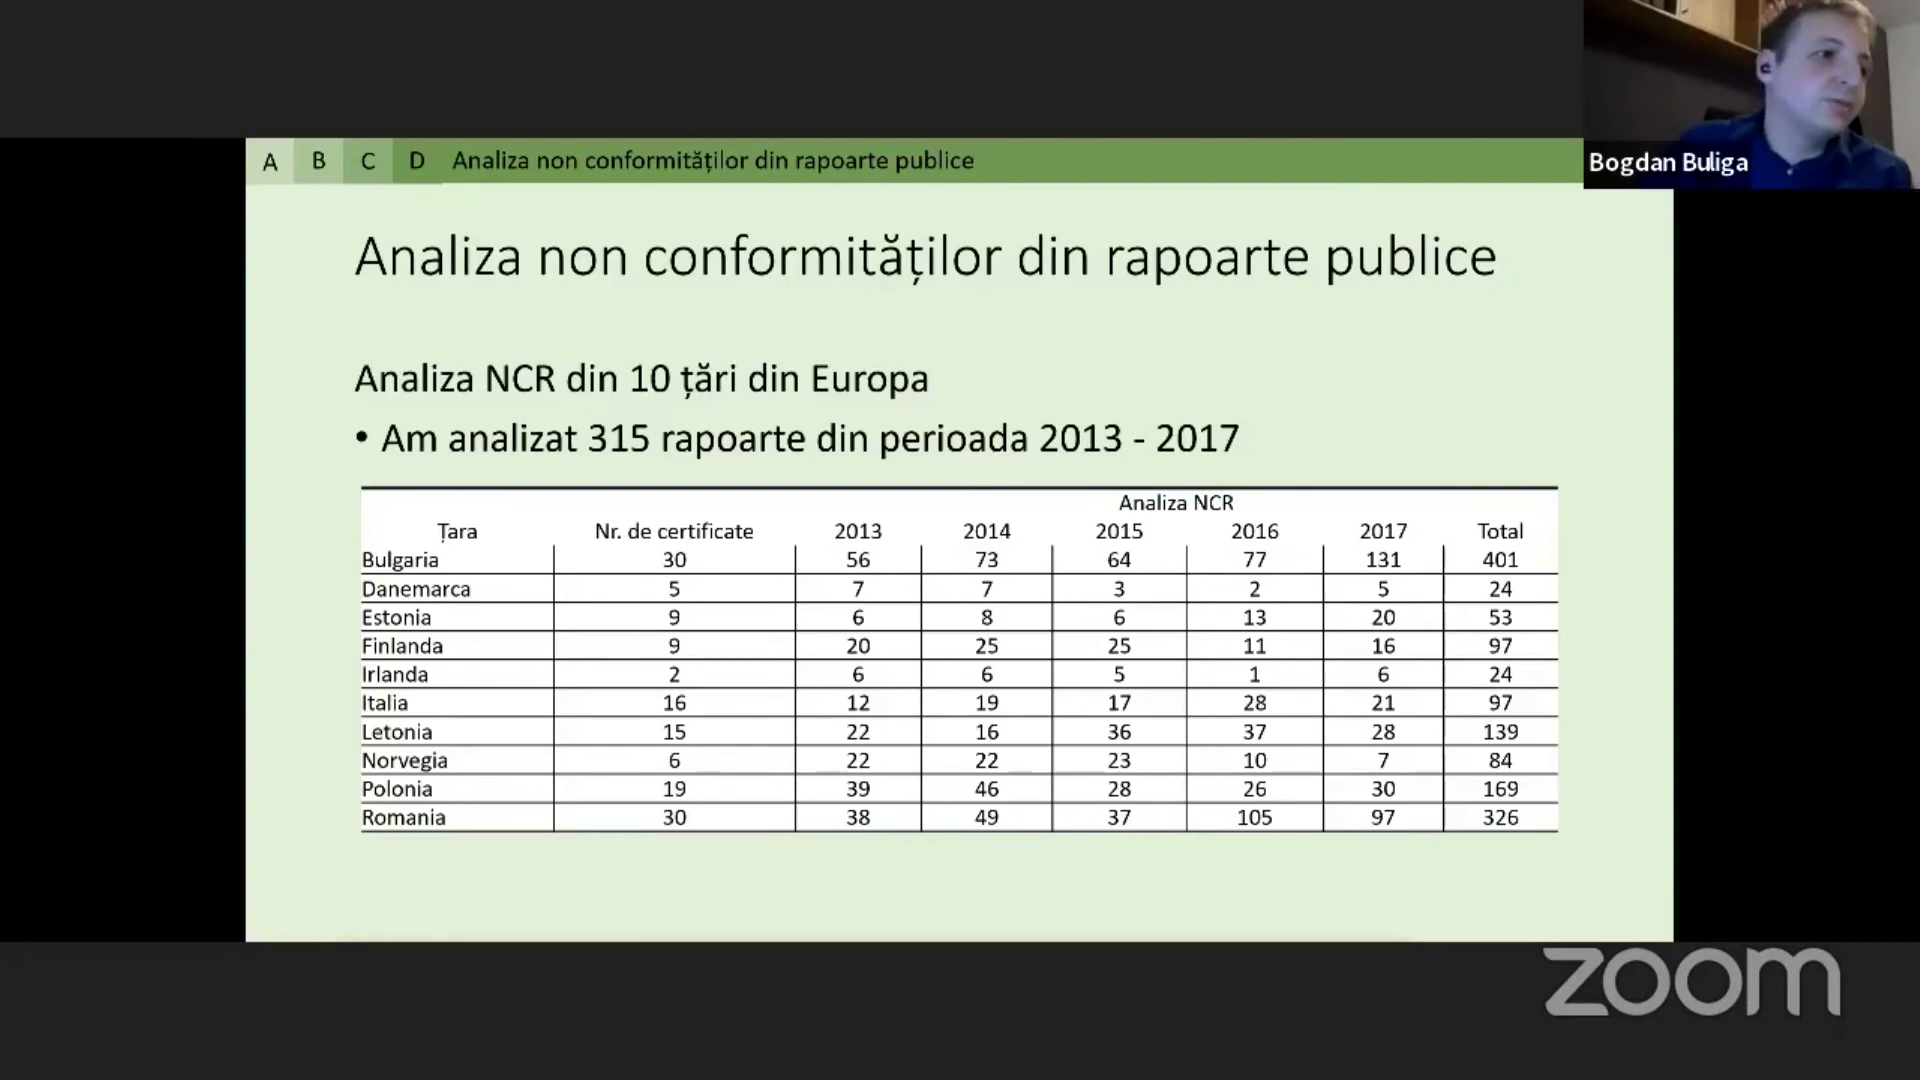 Bogdan Buliga
A B C D Analiza non conformităților din rapoarte publice
Analiza non conformităților din rapoarte publice
Analiza NCR din 10 țări din Europa
• Am analizat 315 rapoarte din perioada 2013 - 2017
Analiza NCR
Țara Nr. de certificate 2013 2014 2015 2016 2017 Total
Bulgaria 30 56 73 64 77 131 401
Danemarca 5 7 7 3 2 5 24
Estonia 9 6 8 6 13 20 53
Finlanda 9 20 25 25 11 16 97
Irlanda 2 6 6 5 1 6 24
Italia 16 12 19 17 28 21 97
Letonia 15 22 16 36 37 28 139
Norvegia 6 22 22 23 10 7 84
Polonia 19 39 46 28 26 30 169
Romania 30 38 49 37 105 97 326
zoom